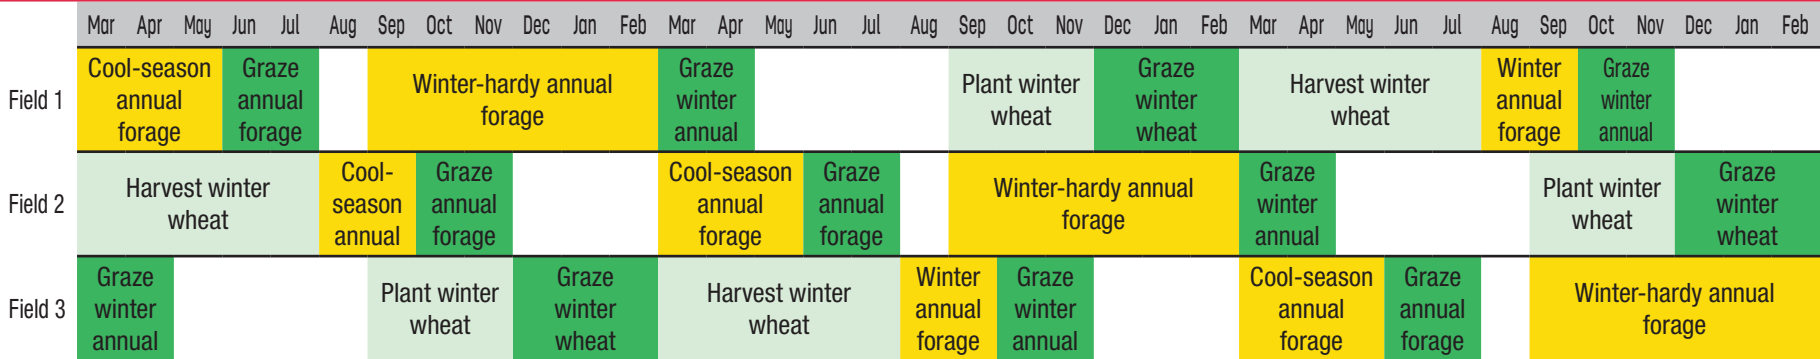 Mar Apr May Jun Jul Aug Sep Oct Nov Dec Jan Feb Mar Apr May Jun Jul Aug Sep Oct Nov Dec Jan Feb Mar Apr May Jun Jul Aug Sep Oct Nov Dec Jan Feb
Field 1
Cool-season
annual
forage
Graze
annual
forage
Winter-hardy annual
forage
Graze
winter
annual
Plant winter
wheat
Graze
winter
wheat
Harvest winter
wheat
Winter
annual
forage
Graze
winter
annual
Field 2
Harvest winter
wheat
Cool-
season
annual
Graze
annual
forage
Cool-season
annual
forage
Graze
annual
forage
Winter-hardy annual
forage
Graze
winter
annual
Plant winter
wheat
Graze
winter
wheat
Field 3
Graze
winter
annual
Plant winter
wheat
Graze
winter
wheat
Harvest winter
wheat
Winter
annual
forage
Graze
winter
annual
Cool-season
annual
forage
Graze
annual
forage
Winter-hardy annual
forage